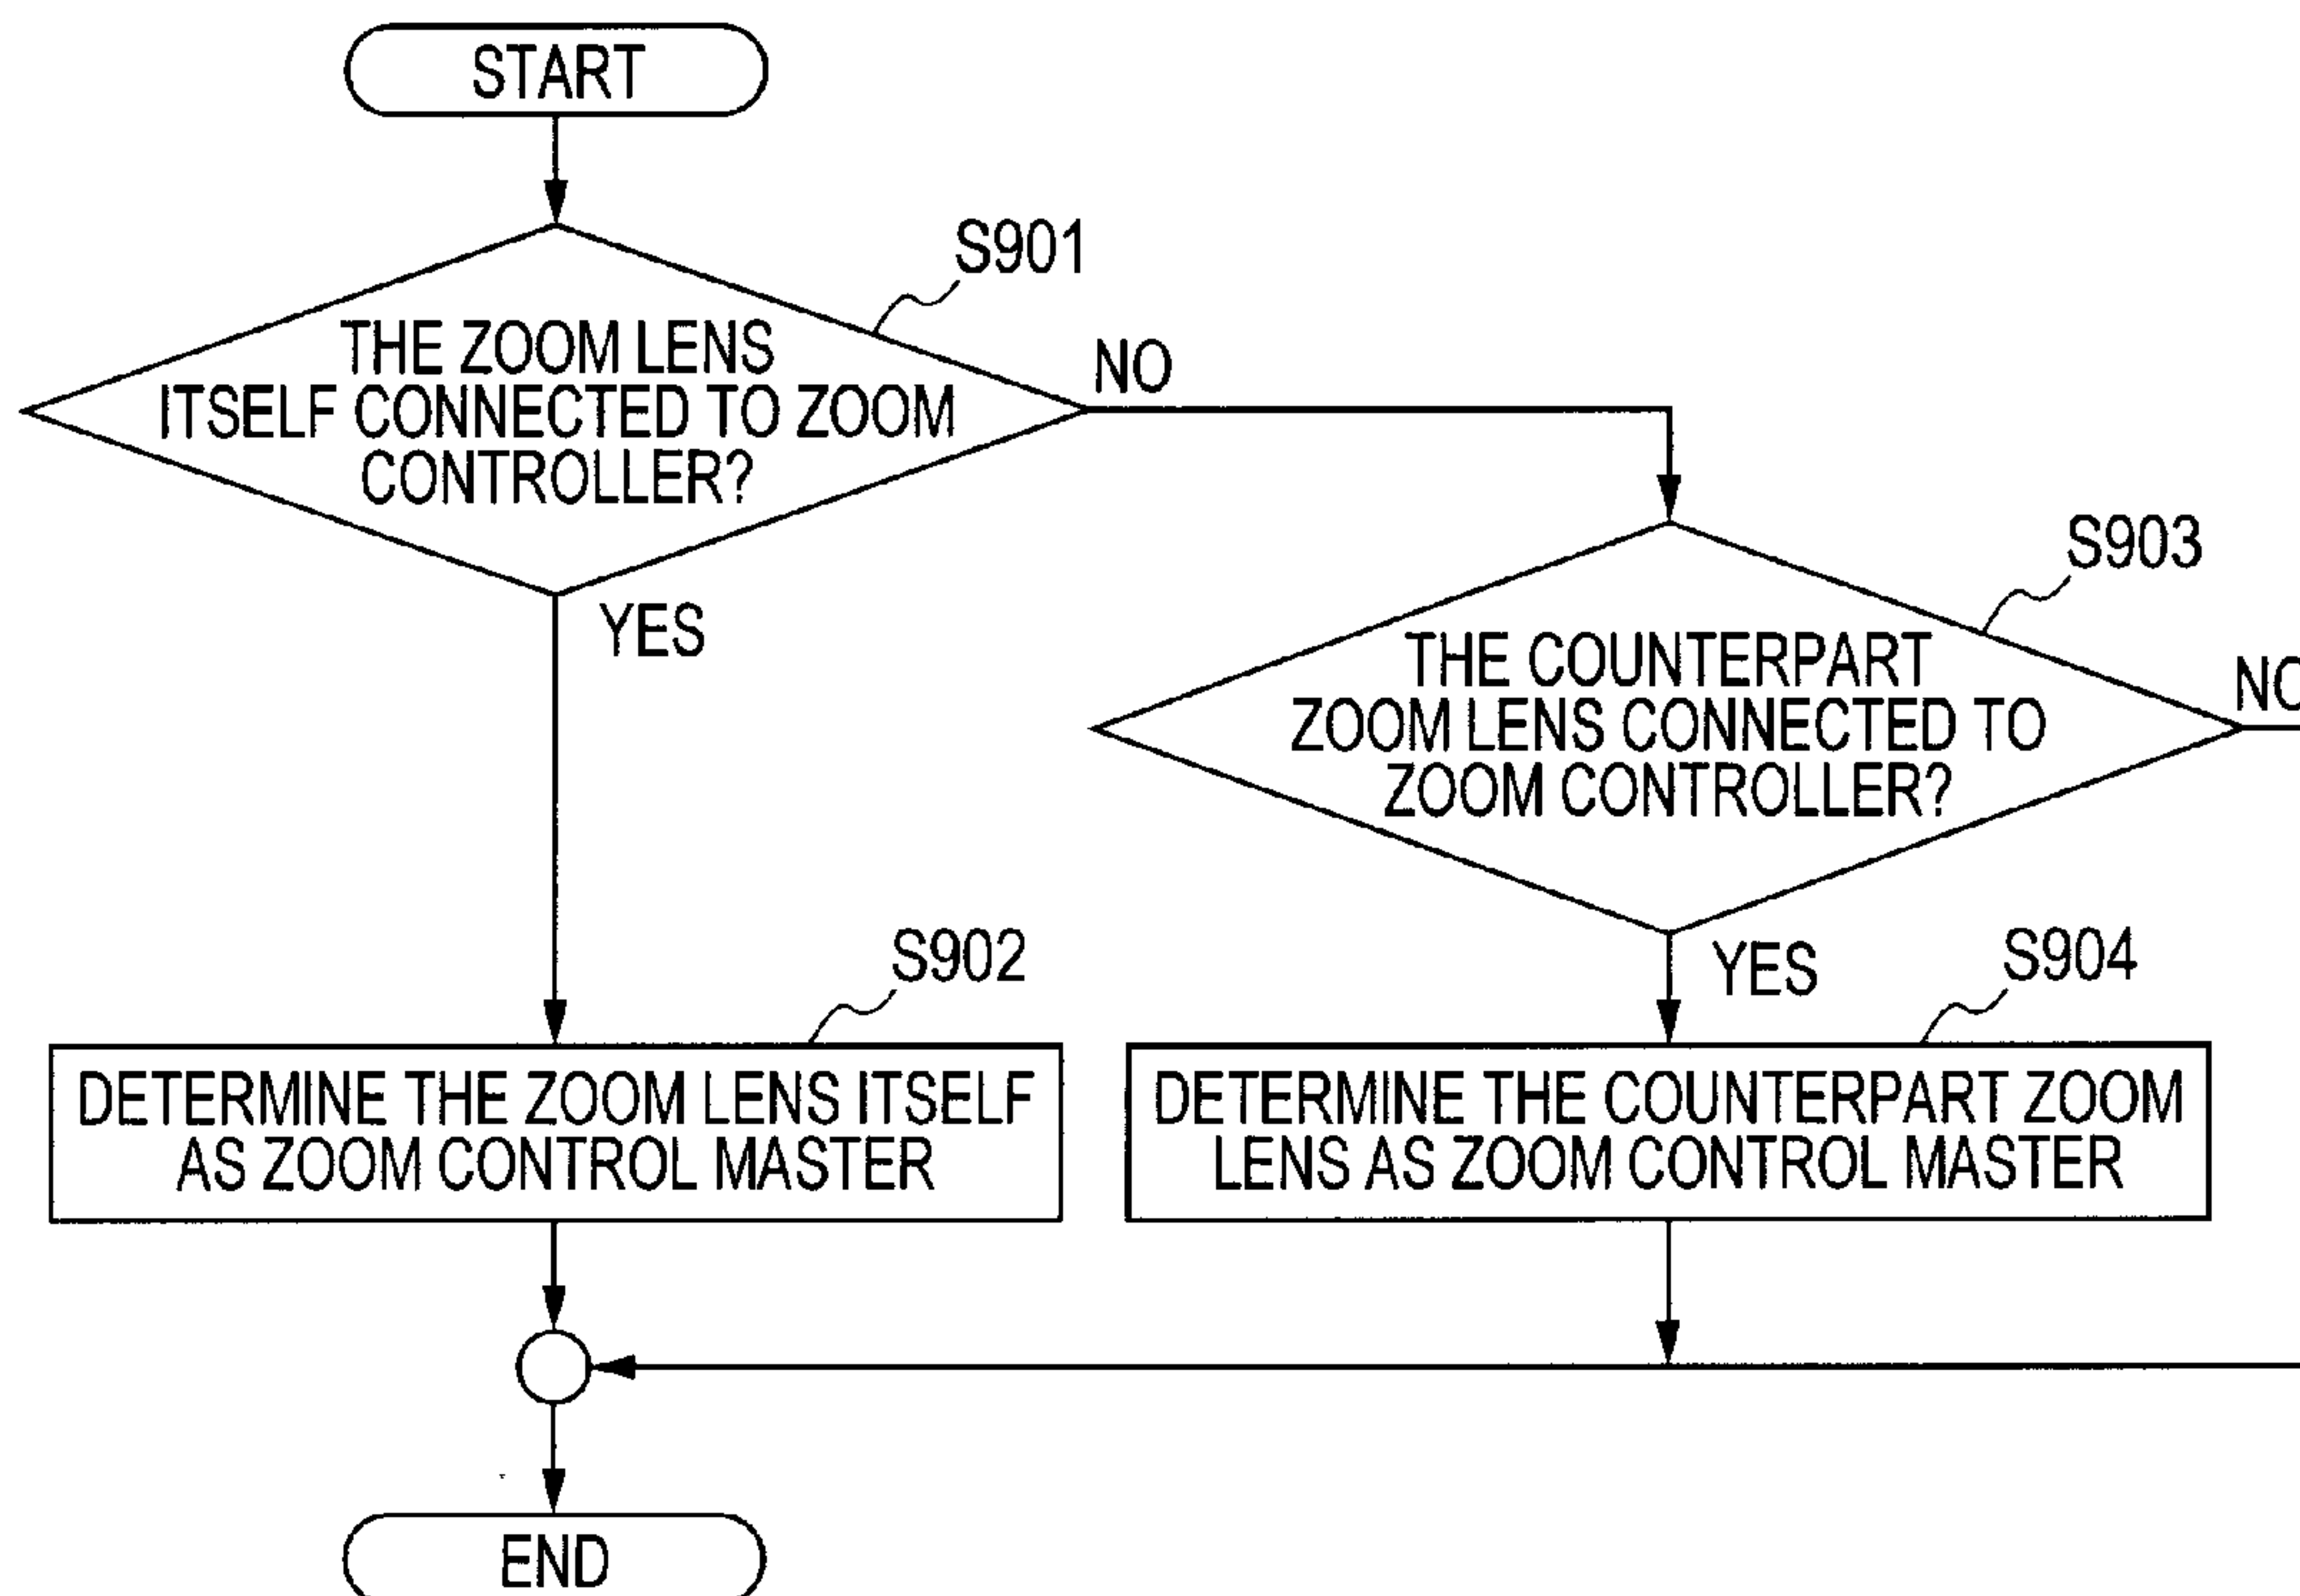 START
S901
THE ZOOM LENS
ITSELF CONNECTED TO ZOOM
CONTROLLER?
NO
YES
S903
THE COUNTERPART
ZOOM LENS CONNECTED TO
ZOOM CONTROLLER?
NO
YES
S902
DETERMINE THE ZOOM LENS ITSELF
AS ZOOM CONTROL MASTER
S904
DETERMINE THE COUNTERPART ZOOM
LENS AS ZOOM CONTROL MASTER
END